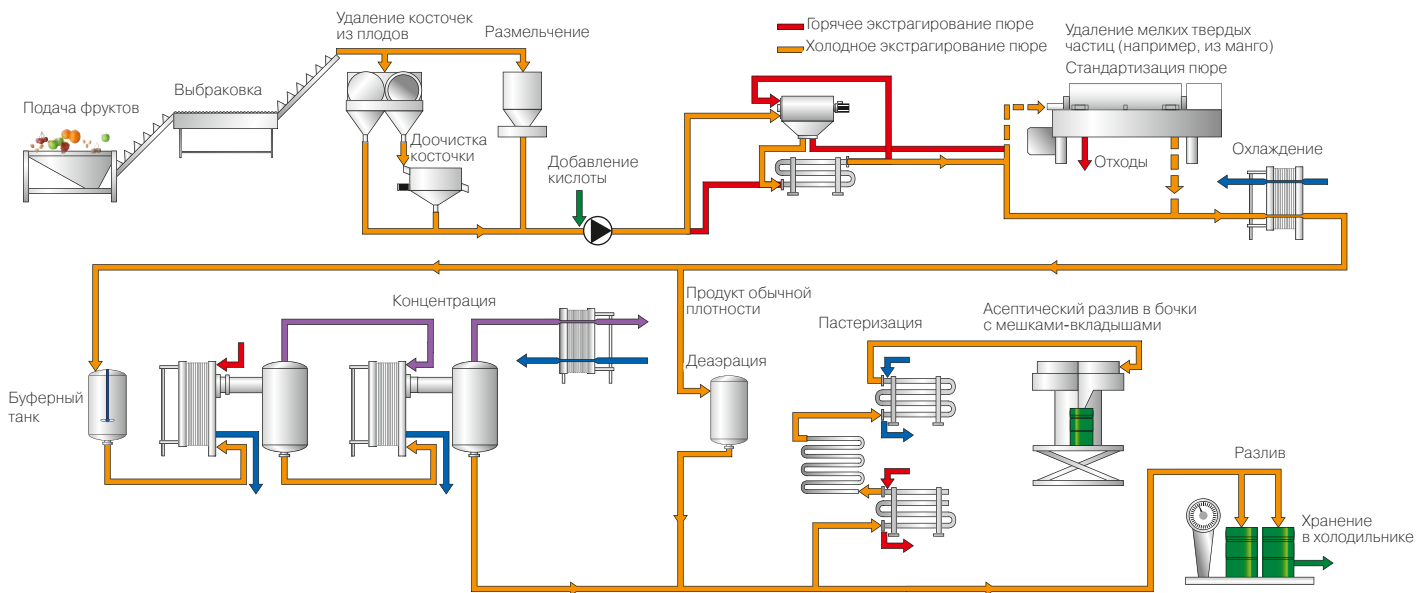 Удаление косточек
из плодов
Размельчение
Горячее экстрагирование пюре
Холодное экстрагирование пюре
Удаление мелких твердых
частиц (например, из манго)
Стандартизация пюре
Подача фруктов
Выбраковка
Доочистка
косточки
Добавление
кислоты
Отходы
Охлаждение
Концентрация
Продукт обычной
плотности
Пастеризация
Асептический разлив в бочки
с мешками-вкладышами
Деаэрация
Буферный
танк
Разлив
Хранение
в холодильнике